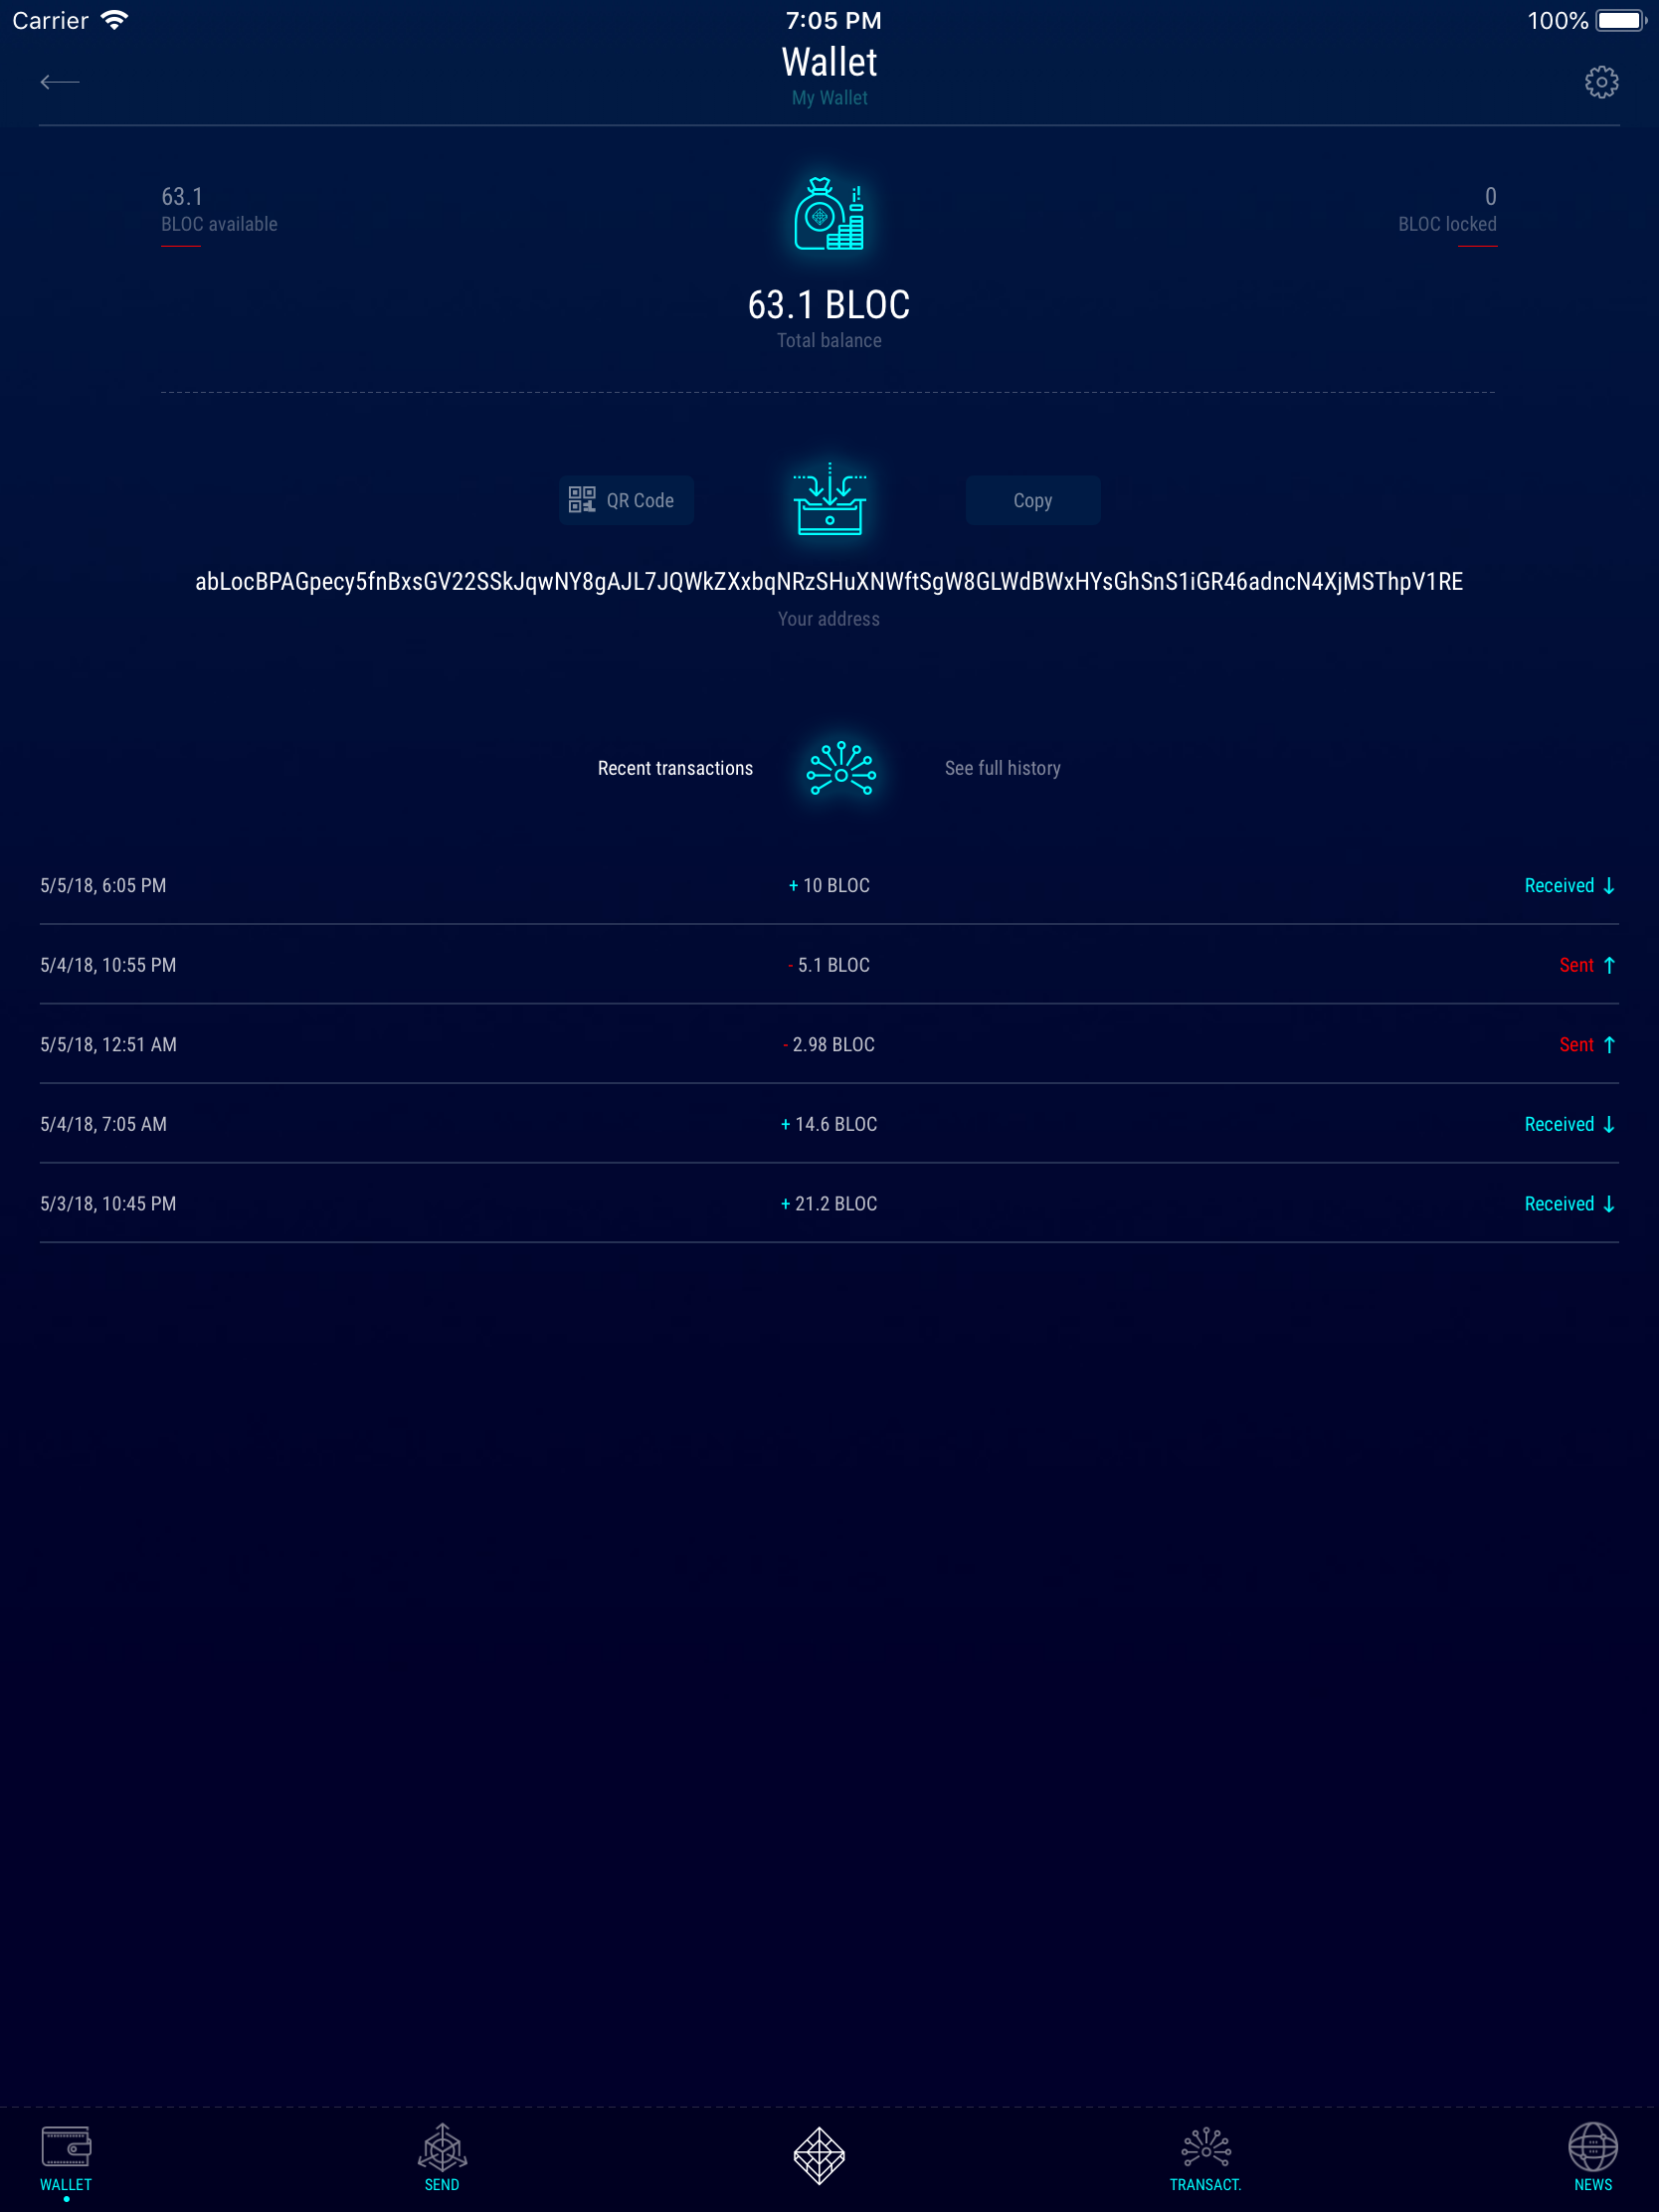 Carrier 7:05 PM 100%
Wallet
My Wallet
63.1 0
BLOC available BLOC locked
63.1 BLOC
Total balance
QR Code Copy
abLocBPAGpecy5fnBxsGV22SSkJqwNY8gAJL7JQWkZXxbqNRzSHuXNWftSgW8GLWdBWxHYsGhSnS1iGR46adncN4XjMSThpV1RE
Your address
Recent transactions See full history
5/5/18, 6:05 PM + 10 BLOC Received ↓
5/4/18, 10:55 PM - 5.1 BLOC Sent ↑
5/5/18, 12:51 AM - 2.98 BLOC Sent ↑
5/4/18, 7:05 AM + 14.6 BLOC Received ↓
5/3/18, 10:45 PM + 21.2 BLOC Received ↓
WALLET SEND TRANSACT. NEWS